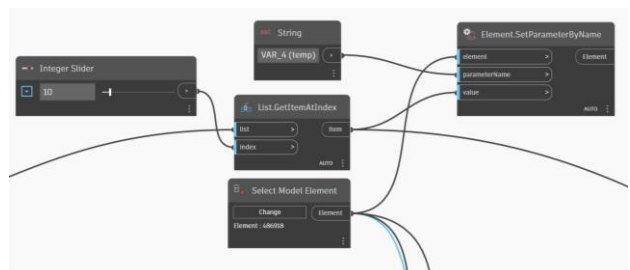 String
VAR_4 (temp)
Integer Slider
10
List.GetItemAtIndex
list
>
item
index
>
AUTO
Select Model Element
Change
Element
Element : 486919
Element.SetParameterByName
element
>
Element
parameterName
>
value
>
AUTO